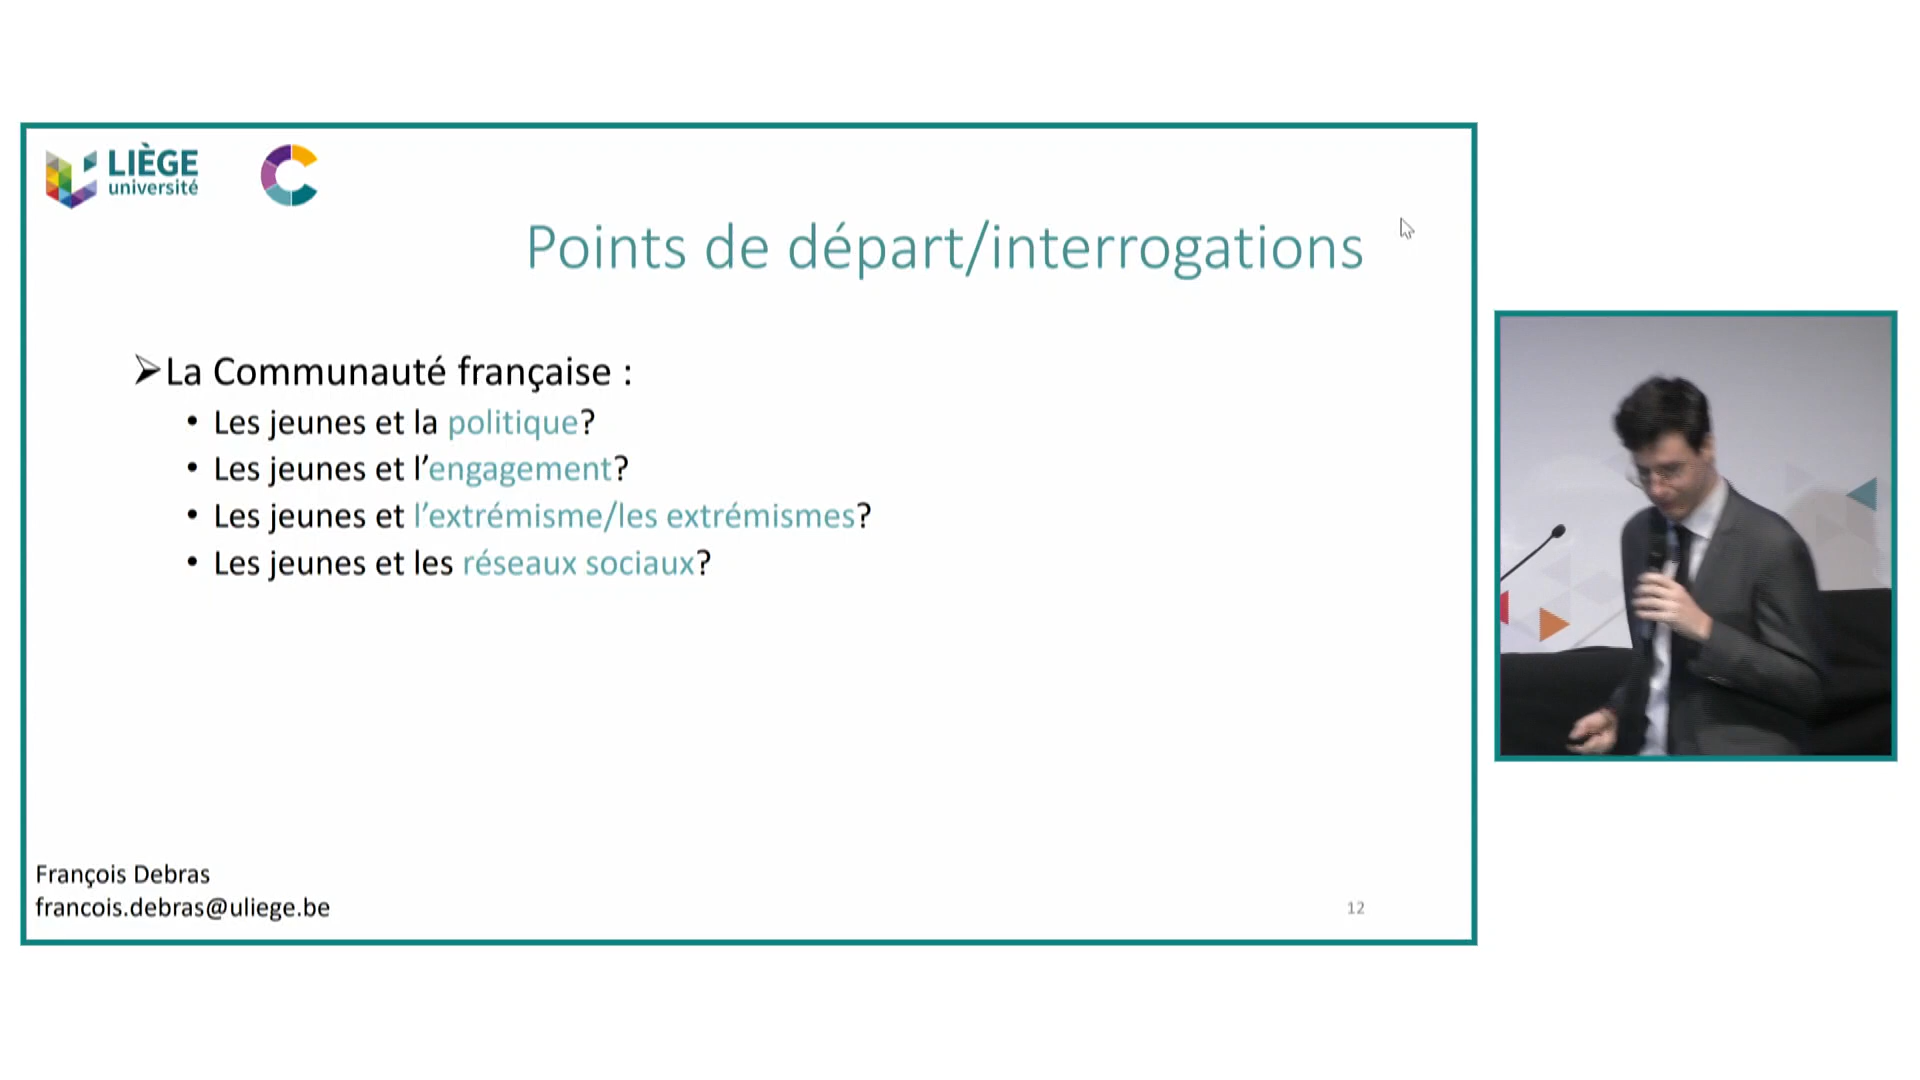 LIÈGE
université
Points de départ/interrogations
➢La Communauté française :
• Les jeunes et la politique?
• Les jeunes et l’engagement?
• Les jeunes et l’extrémisme/les extrémismes?
• Les jeunes et les réseaux sociaux?
François Debras
francois.debras@uliege.be
12